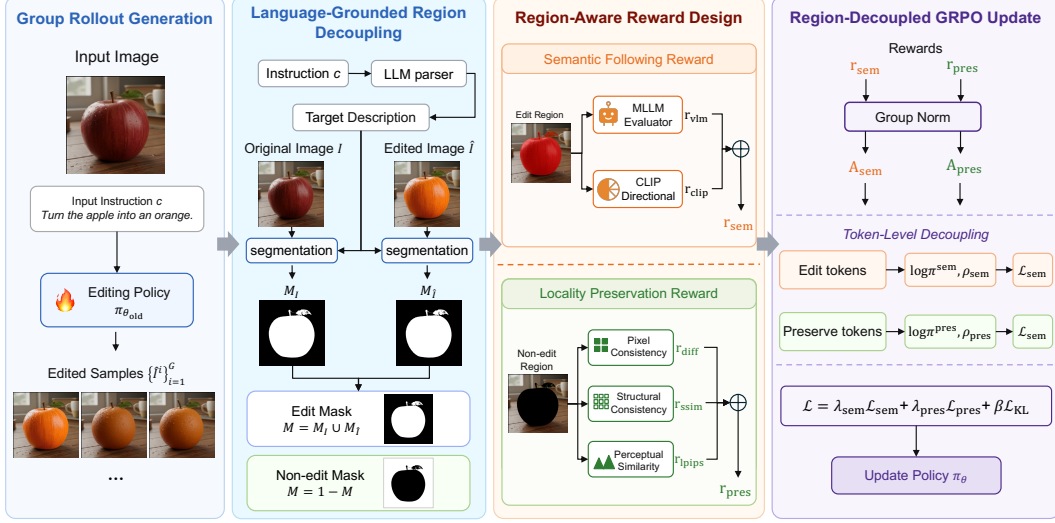 Group Rollout Generation
Input Image
Input Instruction c
Turn the apple into an orange.
Editing Policy
π_θ_old
Edited Samples {Î^i}_{i=1}^G
...
Language-Grounded Region
Decoupling
Instruction c
LLM parser
Target Description
Original Image I
Edited Image Î
segmentation
segmentation
M_I
M_Î
Edit Mask
M = M_I ∪ M_Î
Non-edit Mask
M = 1 − M
Region-Aware Reward Design
Semantic Following Reward
Edit Region
MLLM
Evaluator
r_vlm
CLIP
Directional
r_clip
r_sem
Locality Preservation Reward
Non-edit
Region
Pixel
Consistency
r_diff
Structural
Consistency
r_ssim
Perceptual
Similarity
r_lpips
r_pres
Region-Decoupled GRPO Update
Rewards
r_sem
r_pres
Group Norm
A_sem
A_pres
Token-Level Decoupling
Edit tokens
logπ^sem, ρ_sem
ℒ_sem
Preserve tokens
logπ^pres, ρ_pres
ℒ_sem
ℒ = λ_sem ℒ_sem + λ_pres ℒ_pres + βℒ_KL
Update Policy π_θ